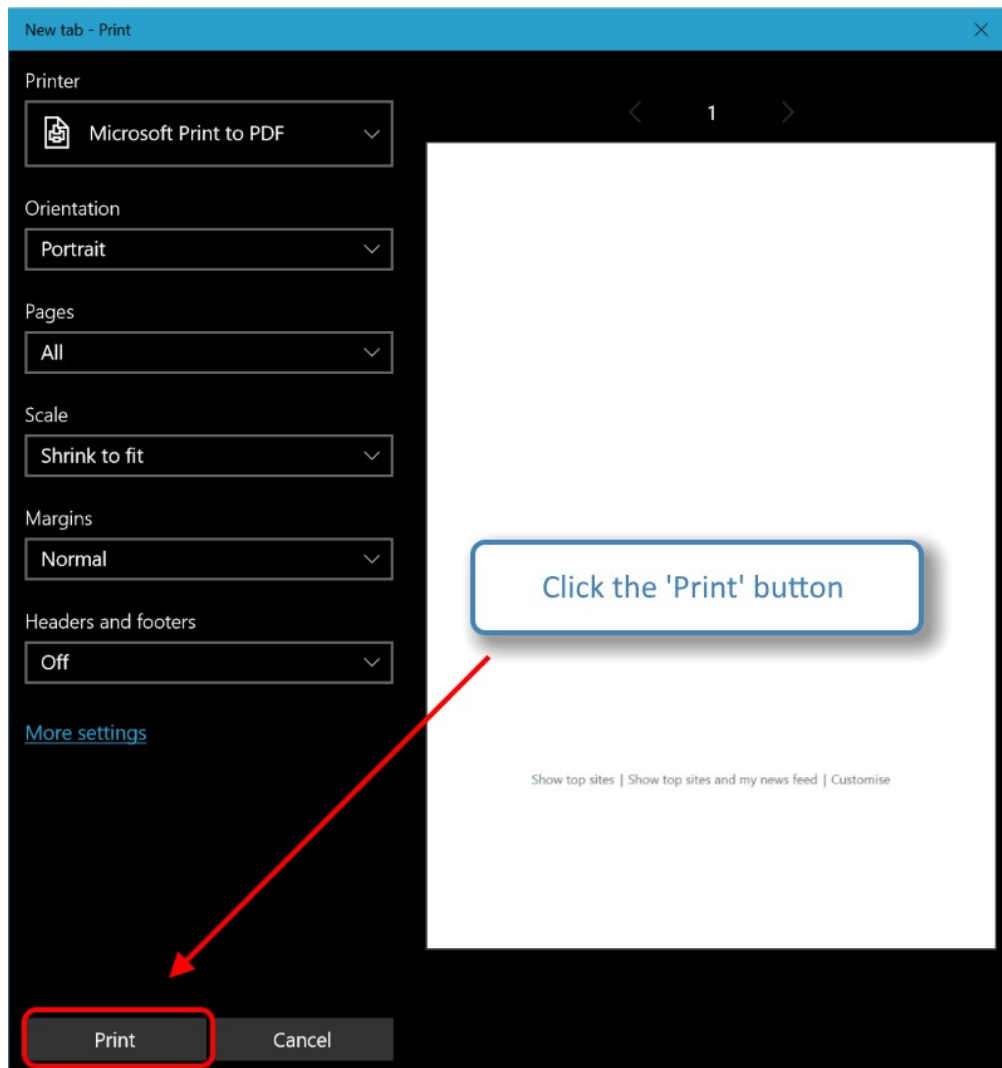 New tab - Print
Printer
Microsoft Print to PDF
Orientation
Portrait
Pages
All
Scale
Shrink to fit
Margins
Normal
Headers and footers
Off
More settings
Print
Cancel
1
Click the 'Print' button
Show top sites | Show top sites and my news feed | Customise